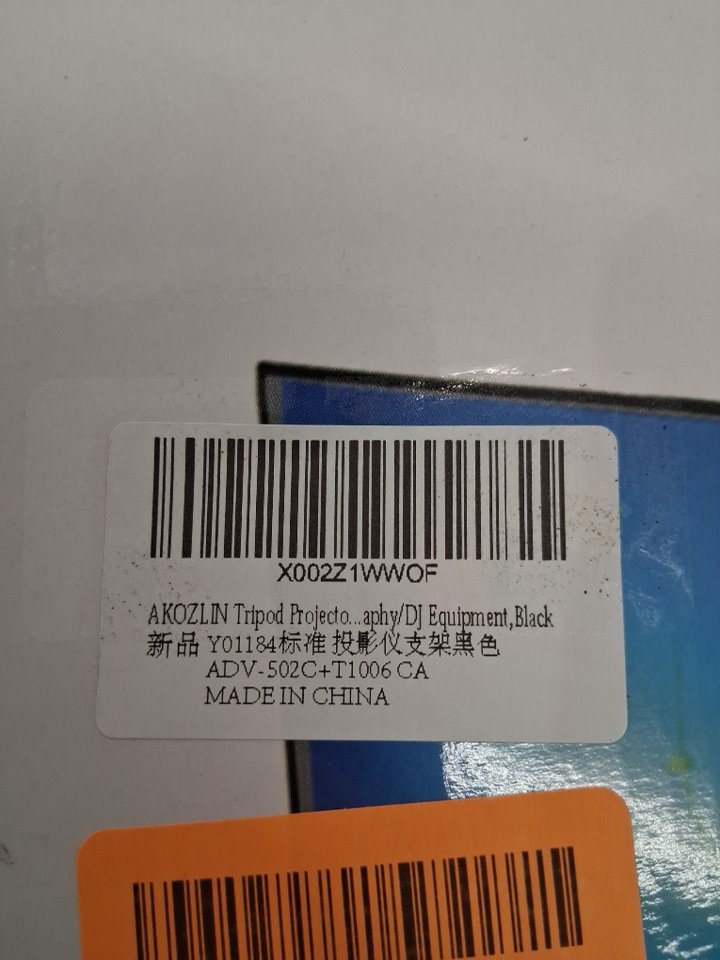 X002Z1WWOF
AKOZLIN Tripod Projecto...aphy/DJ Equipment,Black
新品 Y01184标准 投影仪支架黑色
ADV-502C+T1006 CA
MADE IN CHINA